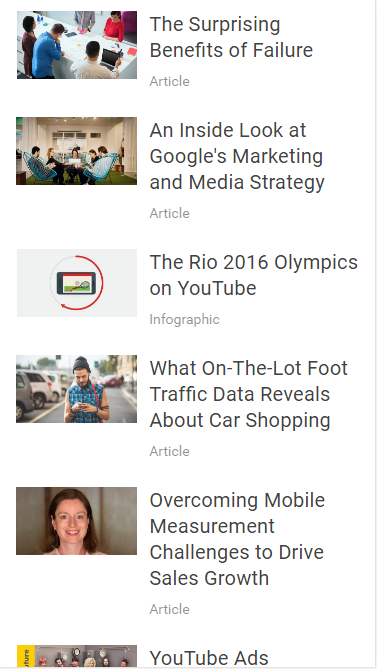 The Surprising
Benefits of Failure
Article
An Inside Look at
Google's Marketing
and Media Strategy
Article
The Rio 2016 Olympics
on YouTube
Infographic
What On-The-Lot Foot
Traffic Data Reveals
About Car Shopping
Article
Overcoming Mobile
Measurement
Challenges to Drive
Sales Growth
Article
YouTube Ads